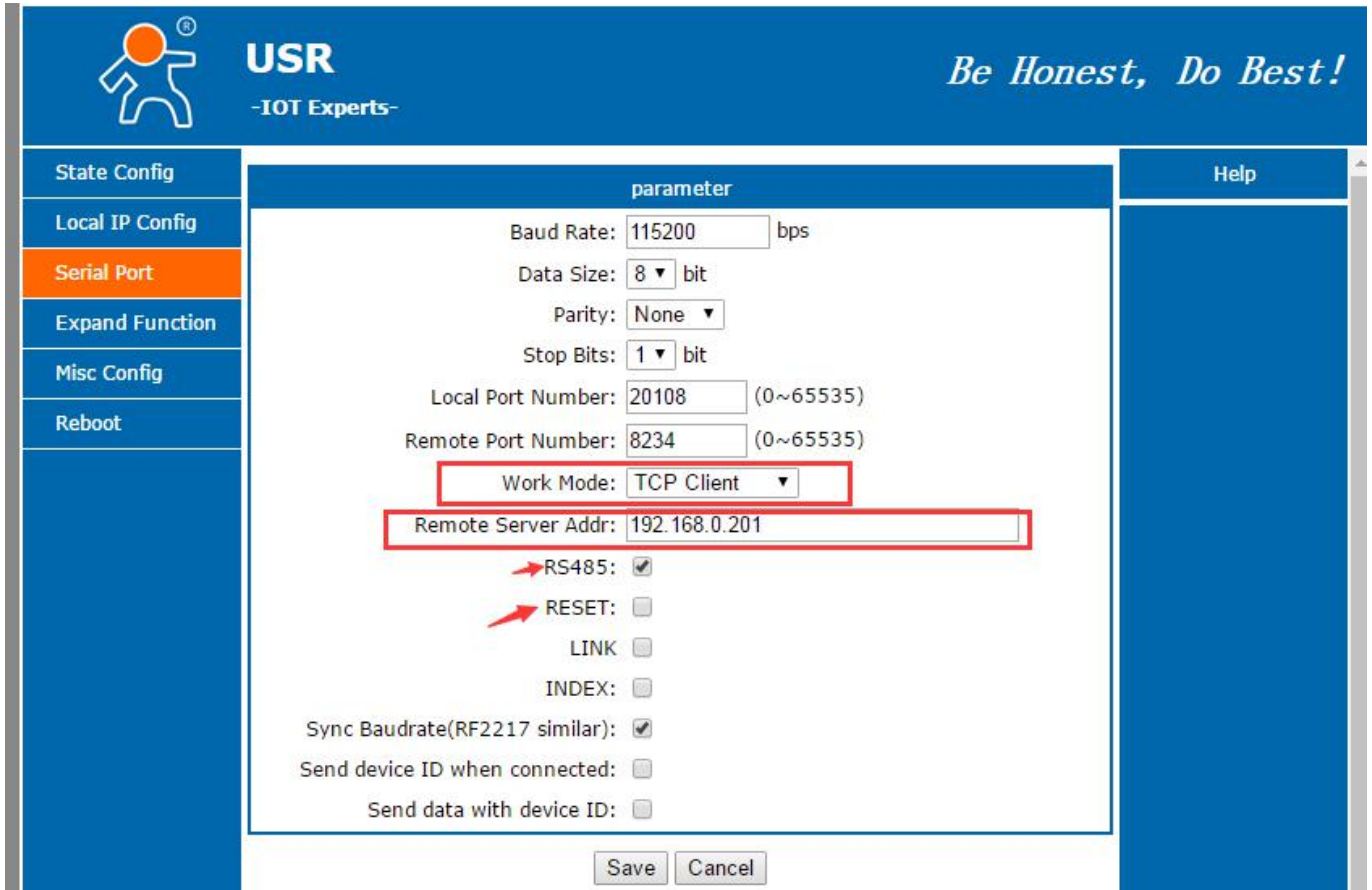 ®
USR
-IOT Experts-
Be Honest, Do Best!
State Config
Local IP Config
Serial Port
Expand Function
Misc Config
Reboot
parameter
Baud Rate: 115200 bps
Data Size: 8 bit
Parity: None
Stop Bits: 1 bit
Local Port Number: 20108 (0~65535)
Remote Port Number: 8234 (0~65535)
Work Mode: TCP Client
Remote Server Addr: 192.168.0.201
RS485:
RESET:
LINK
INDEX:
Sync Baudrate(RF2217 similar):
Send device ID when connected:
Send data with device ID:
Save Cancel
Help